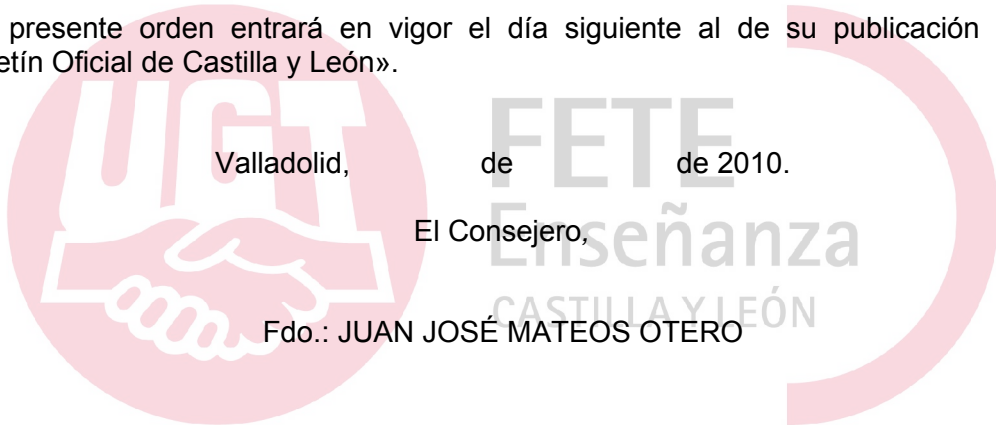 presente orden entrará en vigor el día siguiente al de su publicación
etín Oficial de Castilla y León».
UGT
FETE
Valladolid, de de 2010.
Enseñanza
El Consejero,
CASTILLA Y LEÓN
Fdo.: JUAN JOSÉ MATEOS OTERO